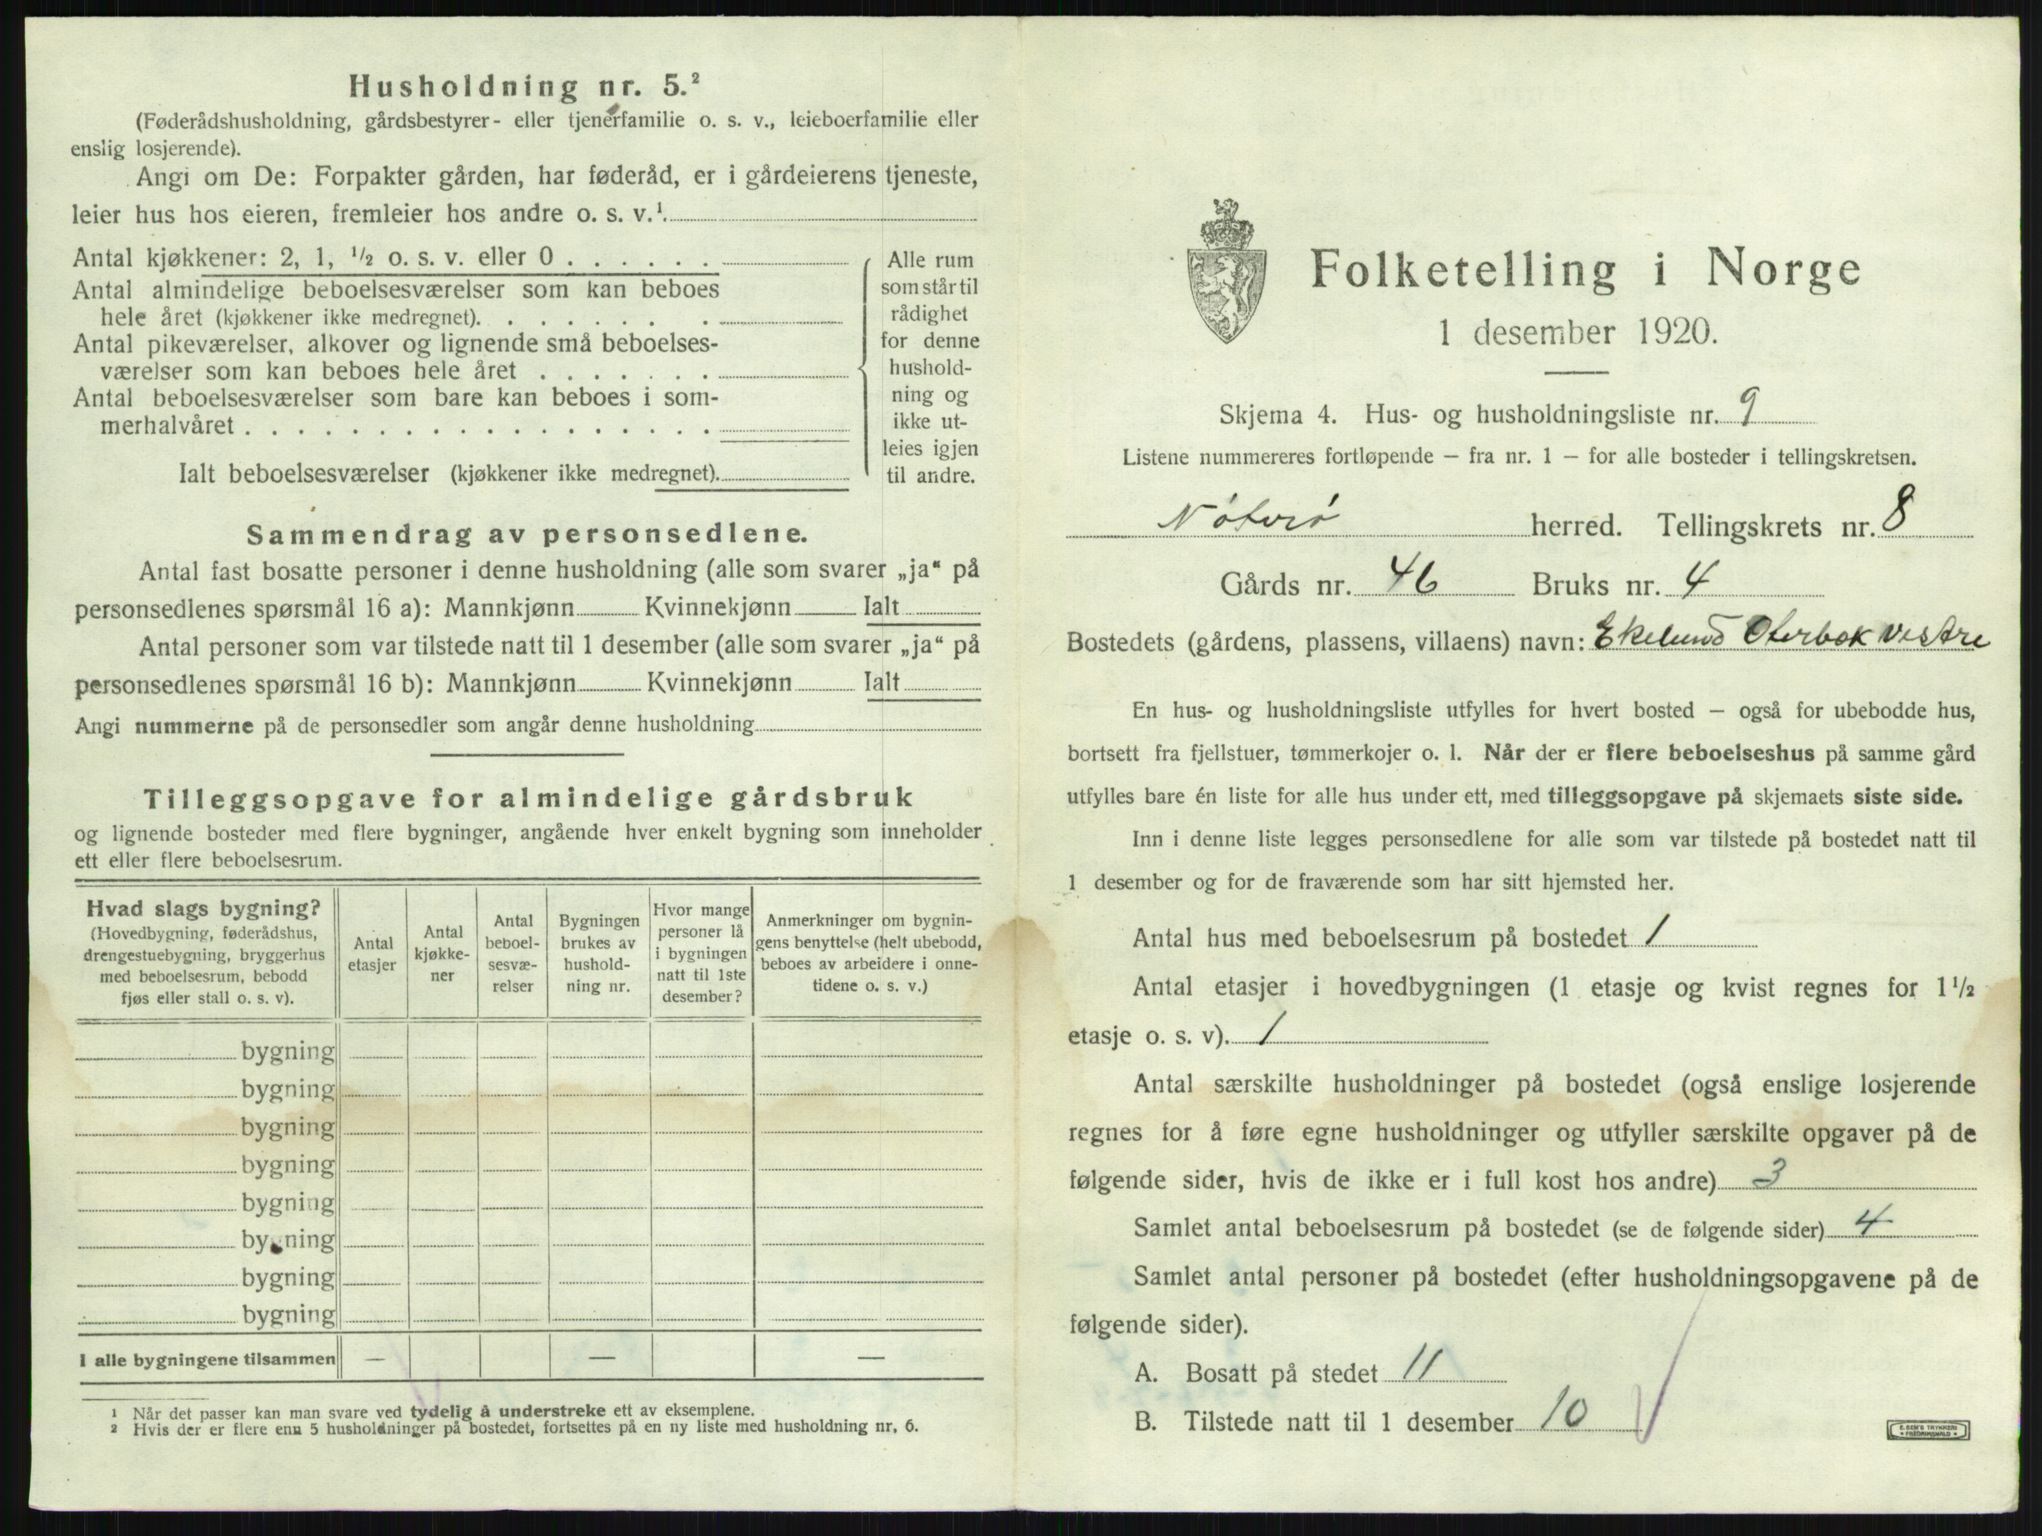 Husholdning nr. 5.²
(Føderådshusholdning, gårdsbestyrer- eller tjenerfamilie o. s. v., leieboerfamilie eller
enslig losjerende).
Angi om De: Forpakter gården, har føderåd, er i gårdeierens tjeneste,
leier hus hos eieren, fremleier hos andre o. s. v.¹
Antal kjøkkener: 2, 1, ½ o. s. v. eller 0 . . . . . .
Antal almindelige beboelsesværelser som kan beboes
hele året (kjøkkener ikke medregnet). . . . . . . .
Antal pikeværelser, alkover og lignende små beboelses-
værelser som kan beboes hele året . . . . . . .
Antal beboelsesværelser som bare kan beboes i som-
merhalvåret . . . . . . . . . . . . . . . . . .
Ialt beboelsesværelser (kjøkkener ikke medregnet).
Alle rum
som står til
rådighet
for denne
hushold-
ning og
ikke ut-
leies igjen
til andre.
Sammendrag av personsedlene.
Antal fast bosatte personer i denne husholdning (alle som svarer „ja“ på
personsedlenes spørsmål 16 a): Mannkjønn Kvinnekjønn Ialt
Antal personer som var tilstede natt til 1 desember (alle som svarer „ja“ på
personsedlenes spørsmål 16 b): Mannkjønn Kvinnekjønn Ialt
Angi nummerne på de personsedler som angår denne husholdning
Tilleggsopgave for almindelige gårdsbruk
og lignende bosteder med flere bygninger, angående hver enkelt bygning som inneholder
ett eller flere beboelsesrum.
Hvad slags bygning?
(Hovedbygning, føderådshus,
drengestuebygning, bryggerhus
med beboelsesrum, bebodd
fjøs eller stall o. s. v).
Antal
etasjer
Antal
kjøkke-
ner
Antal
beboel-
sesvæ-
relser
Bygningen
brukes av
hushold-
ning nr.
Hvor mange
personer lå
i bygningen
natt til 1ste
desember?
Anmerkninger om bygnin-
gens benyttelse (helt ubebodd,
beboes av arbeidere i onne-
tidene o. s. v.)
bygning
bygning
bygning
bygning
bygning
bygning
bygning
bygning
I alle bygningene tilsammen — — —
¹ Når det passer kan man svare ved tydelig å understreke ett av eksemplene.
² Hvis der er flere enn 5 husholdninger på bostedet, fortsettes på en ny liste med husholdning nr. 6.
Folketelling i Norge
1 desember 1920.
Skjema 4. Hus- og husholdningsliste nr. 9
Listene nummereres fortløpende — fra nr. 1 — for alle bosteder i tellingskretsen.
Nøterø herred. Tellingskrets nr. 8
Gårds nr. 46 Bruks nr. 4
Bostedets (gårdens, plassens, villaens) navn: Ekelund Oterbek vestre
En hus- og husholdningsliste utfylles for hvert bosted — også for ubebodde hus,
bortsett fra fjellstuer, tømmerkojer o. l. Når der er flere beboelseshus på samme gård
utfylles bare én liste for alle hus under ett, med tilleggsopgave på skjemaets siste side.
Inn i denne liste legges personsedlene for alle som var tilstede på bostedet natt til
1 desember og for de fraværende som har sitt hjemsted her.
Antal hus med beboelsesrum på bostedet 1
Antal etasjer i hovedbygningen (1 etasje og kvist regnes for 1½
etasje o. s. v). 1
Antal særskilte husholdninger på bostedet (også enslige losjerende
regnes for å føre egne husholdninger og utfyller særskilte opgaver på de
følgende sider, hvis de ikke er i full kost hos andre) 3
Samlet antal beboelsesrum på bostedet (se de følgende sider) 4
Samlet antal personer på bostedet (efter husholdningsopgavene på de
følgende sider).
A. Bosatt på stedet 11
B. Tilstede natt til 1 desember 10